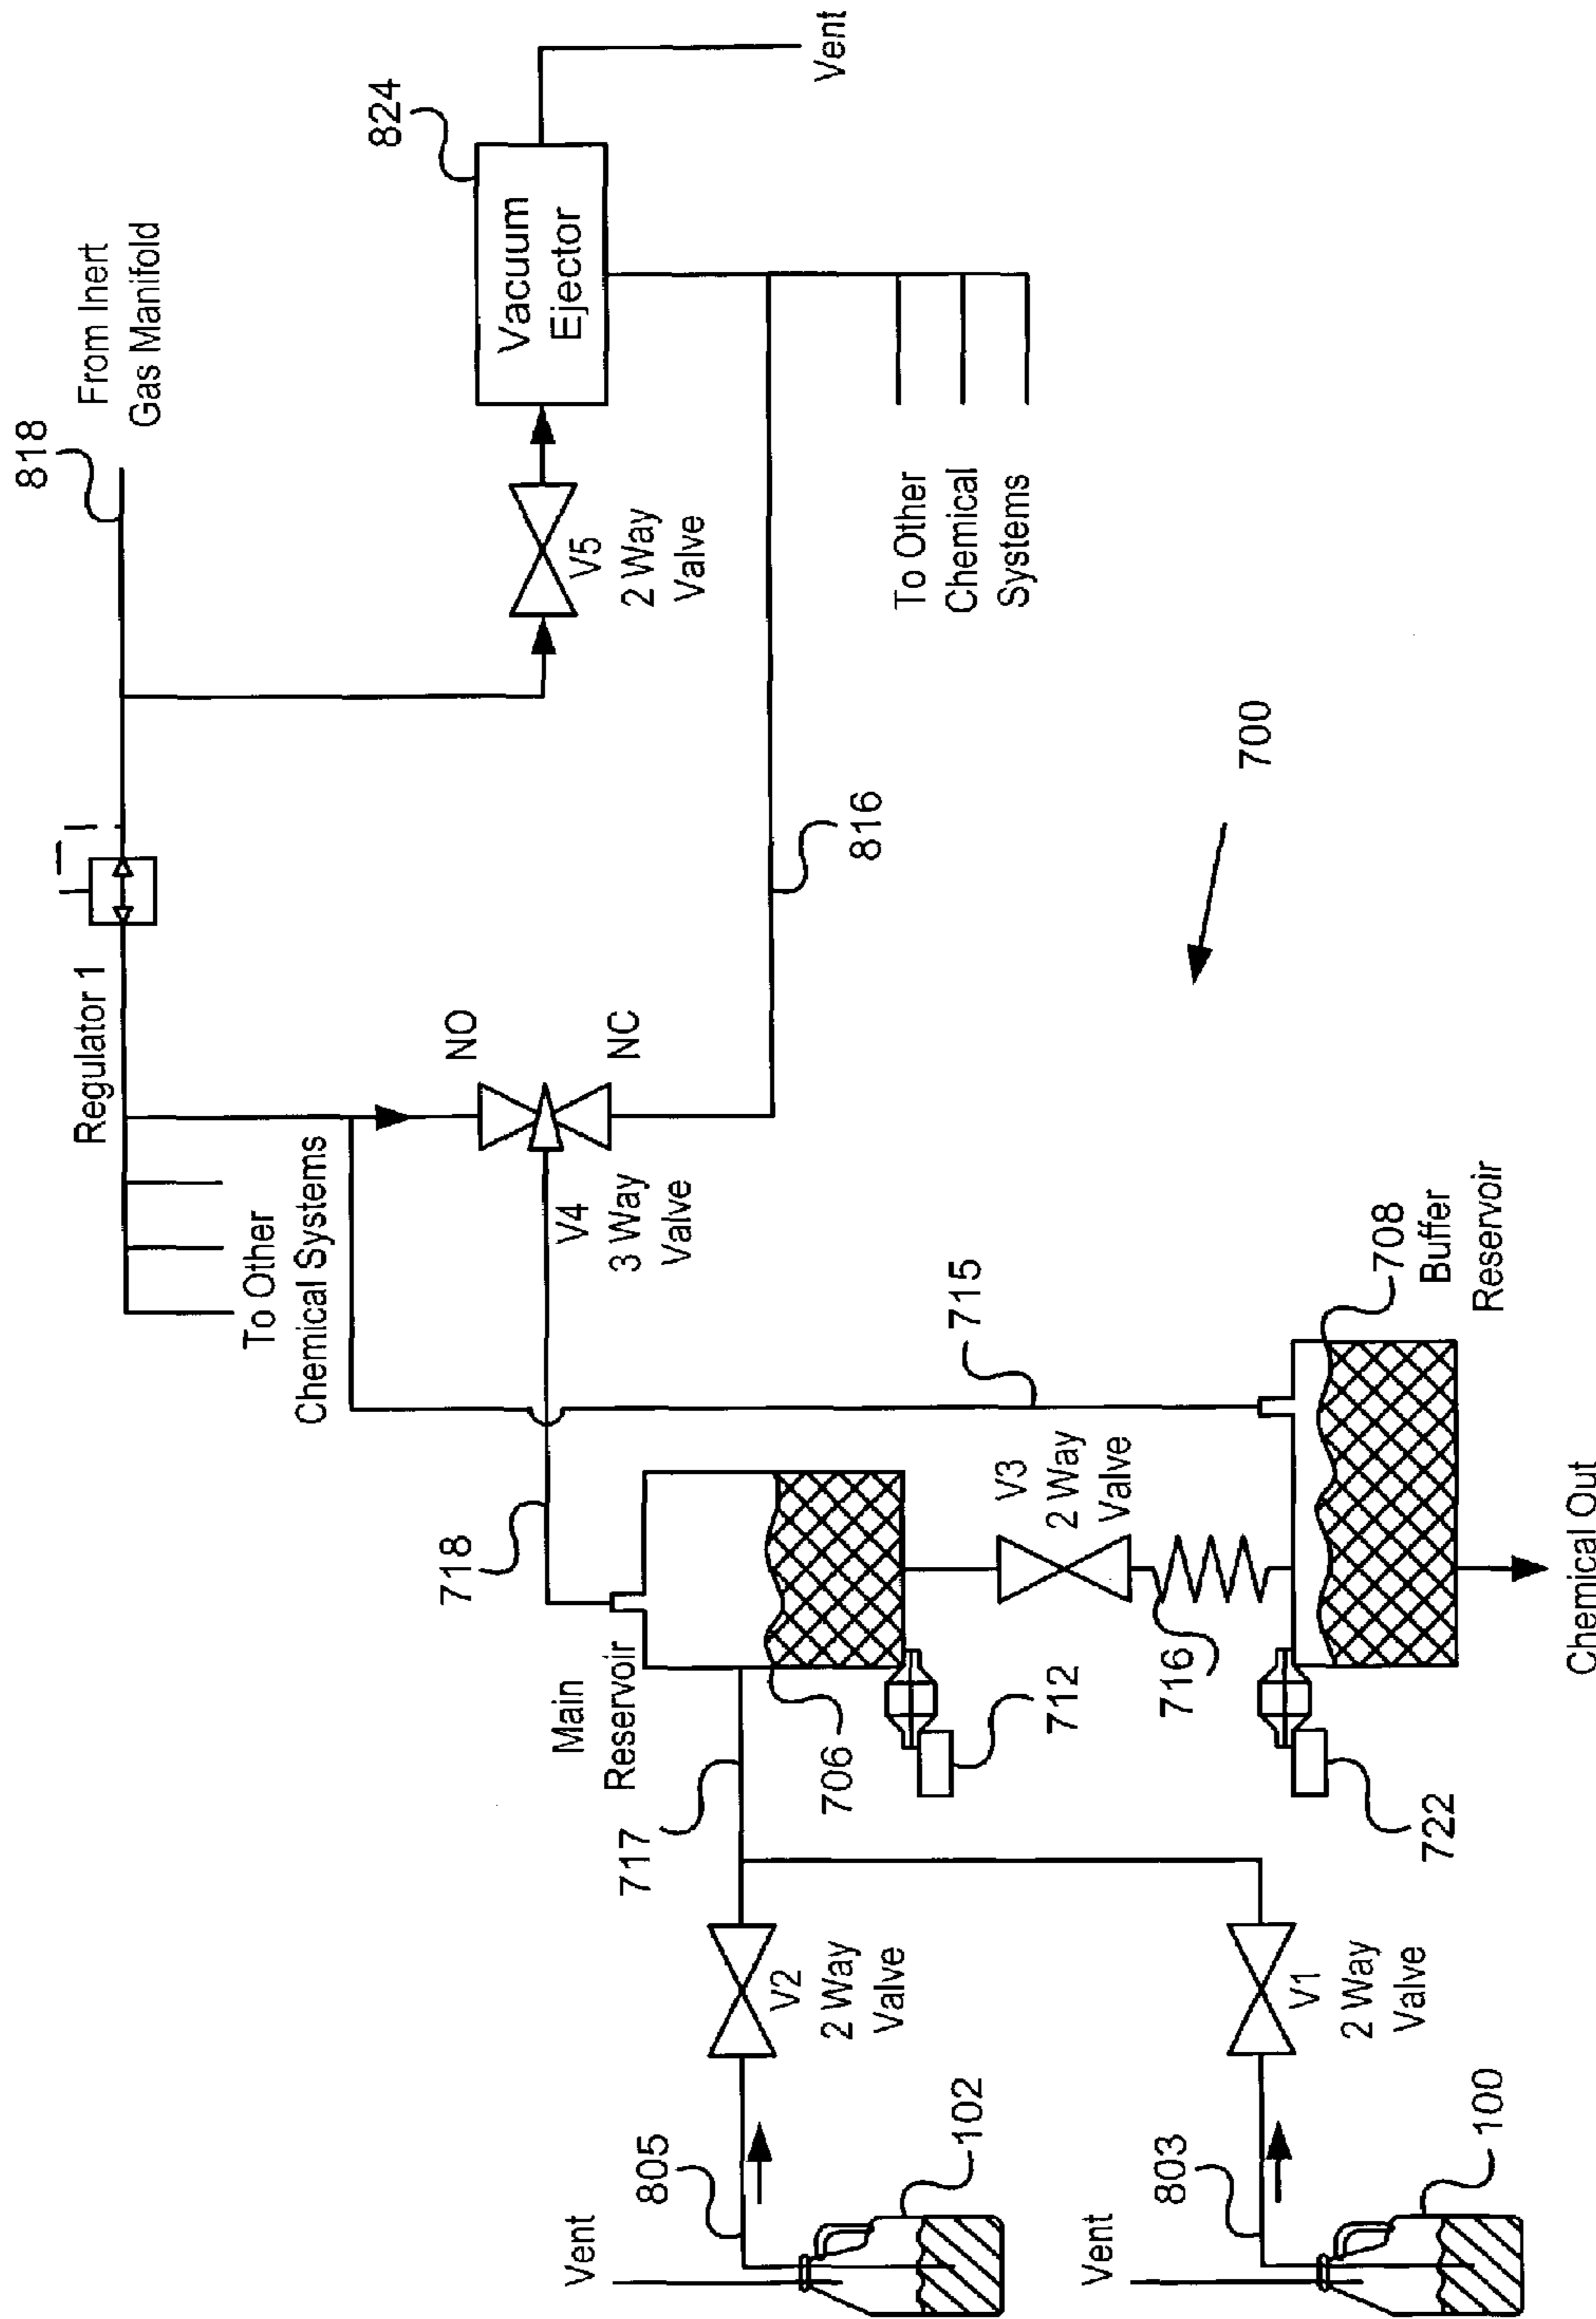 818
From Inert
Gas Manifold
824
Vacuum
Ejector
Vent
V5
2 Way
Valve
To Other
Chemical
Systems
816
700
Regulator 1
NO
NC
To Other
Chemical Systems
V4
3 Way
Valve
718
715
Main
Reservoir
717
706
712
V3
2 Way
Valve
716
708
Buffer
Reservoir
722
Chemical Out
V2
2 Way
Valve
V1
2 Way
Valve
Vent
805
102
Vent
803
100